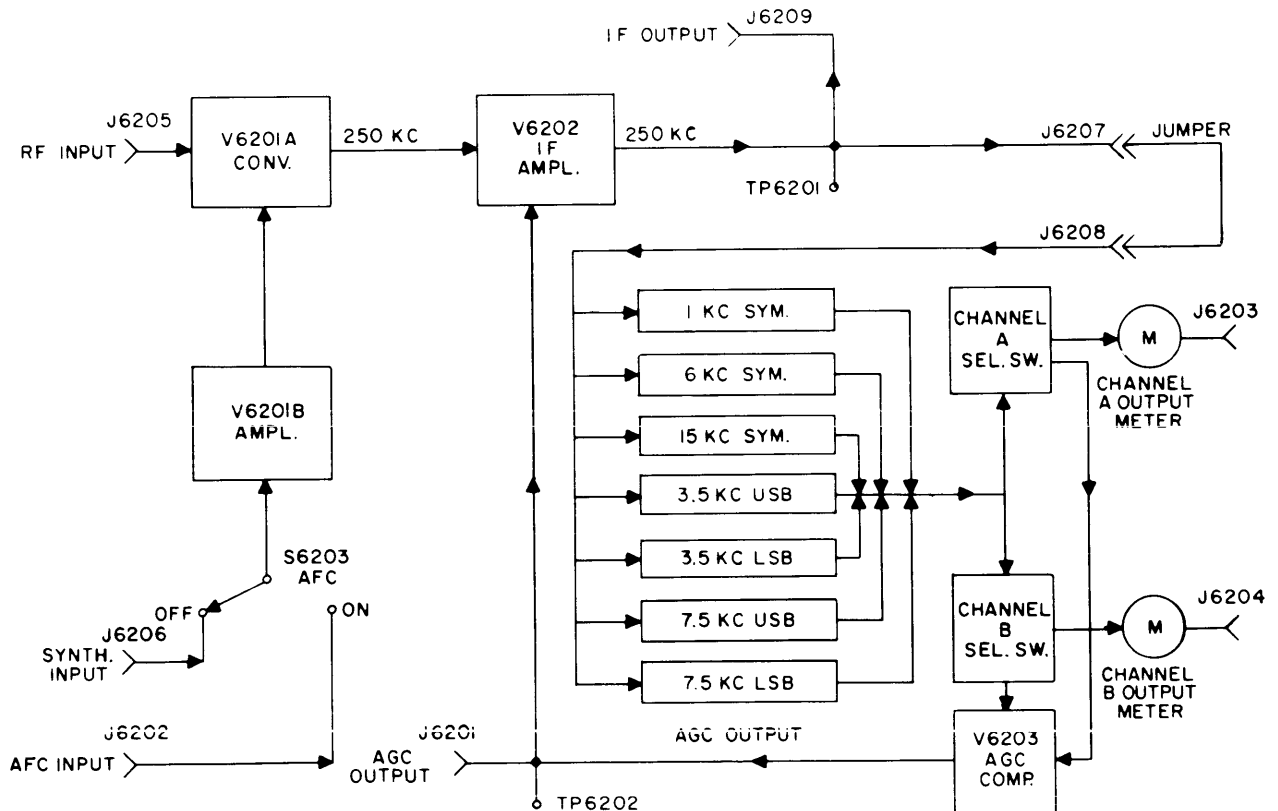 J6209
IF OUTPUT
J6205
RF INPUT
V6201A
CONV.
250 KC
V6202
IF
AMPL.
250 KC
TP6201
J6207
JUMPER
J6208
1 KC SYM.
6 KC SYM.
15 KC SYM.
3.5 KC USB
3.5 KC LSB
7.5 KC USB
7.5 KC LSB
CHANNEL
A
SEL. SW.
M
J6203
CHANNEL
A OUTPUT
METER
V6201B
AMPL.
S6203
AFC
OFF
ON
J6206
SYNTH.
INPUT
CHANNEL
B
SEL. SW.
M
J6204
CHANNEL
B OUTPUT
METER
J6202
AFC INPUT
J6201
AGC
OUTPUT
AGC OUTPUT
V6203
AGC
COMP.
TP6202